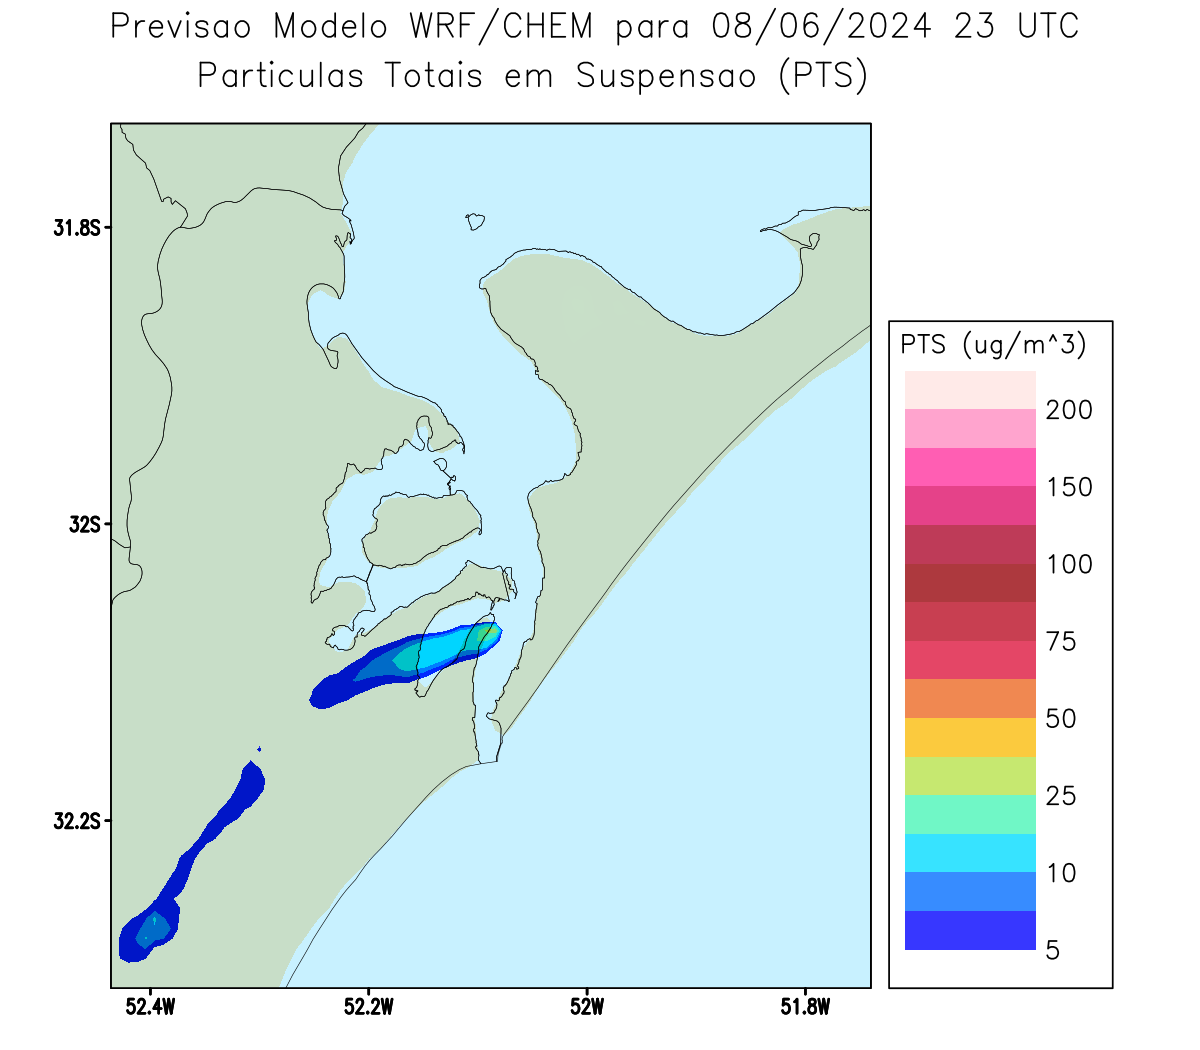 Previsao Modelo WRF/CHEM para 08/06/2024 23 UTC
Particulas Totais em Suspensao (PTS)
31.8S
32S
32.2S
52.4W
52.2W
52W
51.8W
PTS (ug/m^3)
200
150
100
75
50
25
10
5